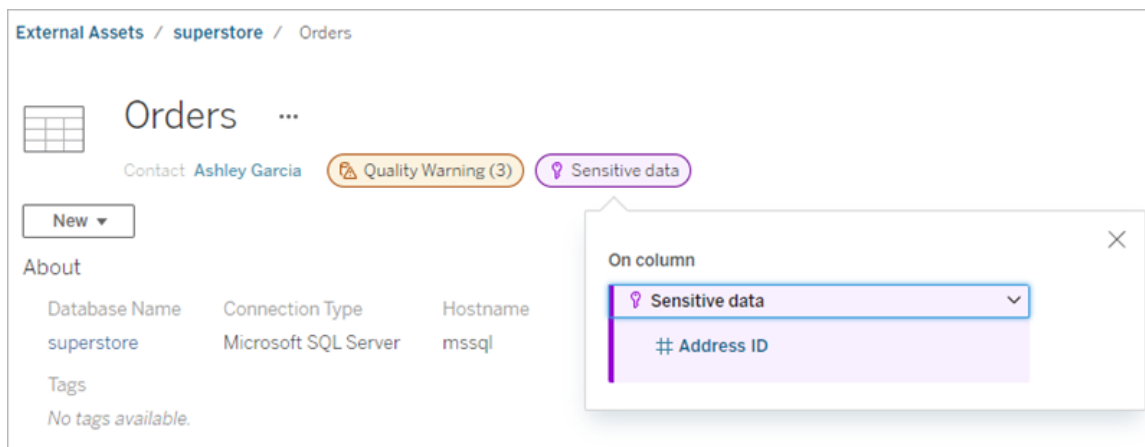 External Assets / superstore / Orders
Orders ...
Contact Ashley Garcia Quality Warning (3) Sensitive data
New
About
Database Name Connection Type Hostname
superstore Microsoft SQL Server mssql
Tags
No tags available.
On column
Sensitive data
# Address ID